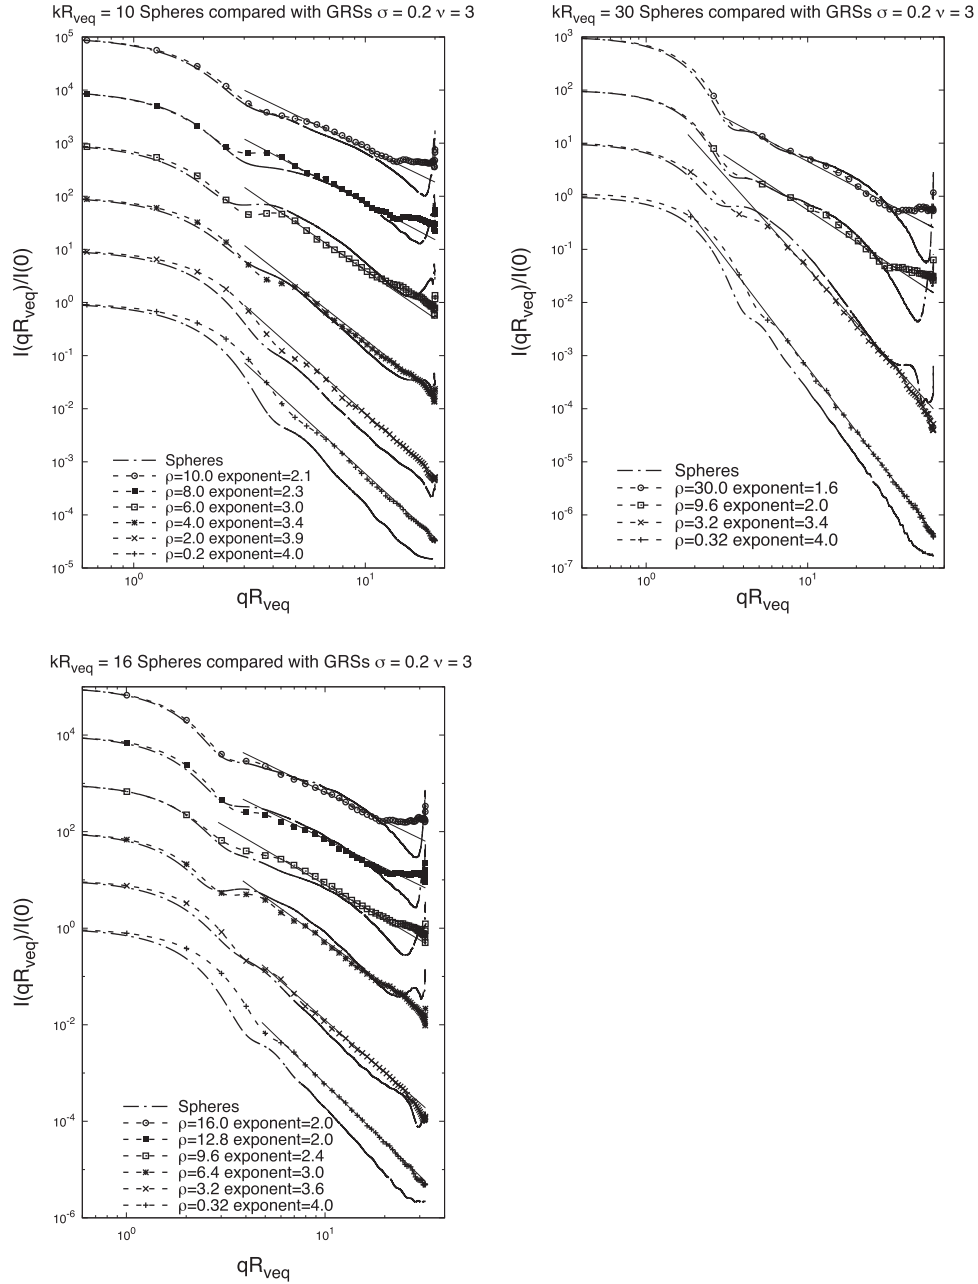 kR_veq = 10 Spheres compared with GRSs σ = 0.2 ν = 3
10^5
10^4
10^3
10^2
10^1
10^0
10^-1
10^-2
10^-3
10^-4
10^-5
I(qR_veq)/I(0)
Spheres
ρ=10.0 exponent=2.1
ρ=8.0 exponent=2.3
ρ=6.0 exponent=3.0
ρ=4.0 exponent=3.4
ρ=2.0 exponent=3.9
ρ=0.2 exponent=4.0
10^0 10^1
qR_veq
kR_veq = 30 Spheres compared with GRSs σ = 0.2 ν = 3
10^3
10^2
10^1
10^0
10^-1
10^-2
10^-3
10^-4
10^-5
10^-6
10^-7
I(qR_veq)/I(0)
Spheres
ρ=30.0 exponent=1.6
ρ=9.6 exponent=2.0
ρ=3.2 exponent=3.4
ρ=0.32 exponent=4.0
10^0 10^1
qR_veq
kR_veq = 16 Spheres compared with GRSs σ = 0.2 ν = 3
10^4
10^2
10^0
10^-2
10^-4
10^-6
I(qR_veq)/I(0)
Spheres
ρ=16.0 exponent=2.0
ρ=12.8 exponent=2.0
ρ=9.6 exponent=2.4
ρ=6.4 exponent=3.0
ρ=3.2 exponent=3.6
ρ=0.32 exponent=4.0
10^0 10^1
qR_veq